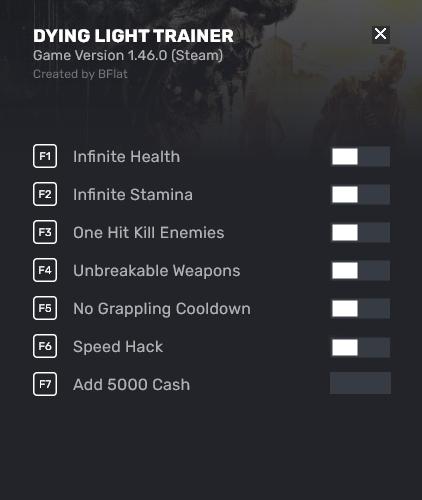 DYING LIGHT TRAINER
Game Version 1.46.0 (Steam)
Created by BFlat
F1 Infinite Health
F2 Infinite Stamina
F3 One Hit Kill Enemies
F4 Unbreakable Weapons
F5 No Grappling Cooldown
F6 Speed Hack
F7 Add 5000 Cash